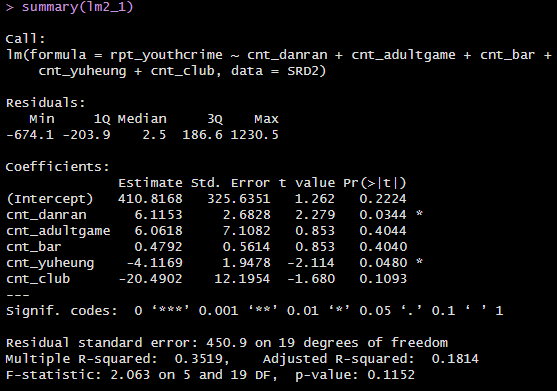 > summary(lm2_1)
Call:
lm(formula = rpt_youthcrime ~ cnt_danran + cnt_adultgame + cnt_bar +
    cnt_yuheung + cnt_club, data = SRD2)
Residuals:
   Min     1Q Median     3Q    Max
-674.1 -203.9    2.5  186.6 1230.5
Coefficients:
              Estimate Std. Error t value Pr(>|t|)
(Intercept)   410.8168   325.6351   1.262   0.2224
cnt_danran      6.1153     2.6828   2.279   0.0344 *
cnt_adultgame   6.0618     7.1082   0.853   0.4044
cnt_bar         0.4792     0.5614   0.853   0.4040
cnt_yuheung    -4.1169     1.9478  -2.114   0.0480 *
cnt_club      -20.4902    12.1954  -1.680   0.1093
---
Signif. codes:  0 ‘***’ 0.001 ‘**’ 0.01 ‘*’ 0.05 ‘.’ 0.1 ‘ ’ 1
Residual standard error: 450.9 on 19 degrees of freedom
Multiple R-squared:  0.3519,	Adjusted R-squared:  0.1814
F-statistic: 2.063 on 5 and 19 DF,  p-value: 0.1152